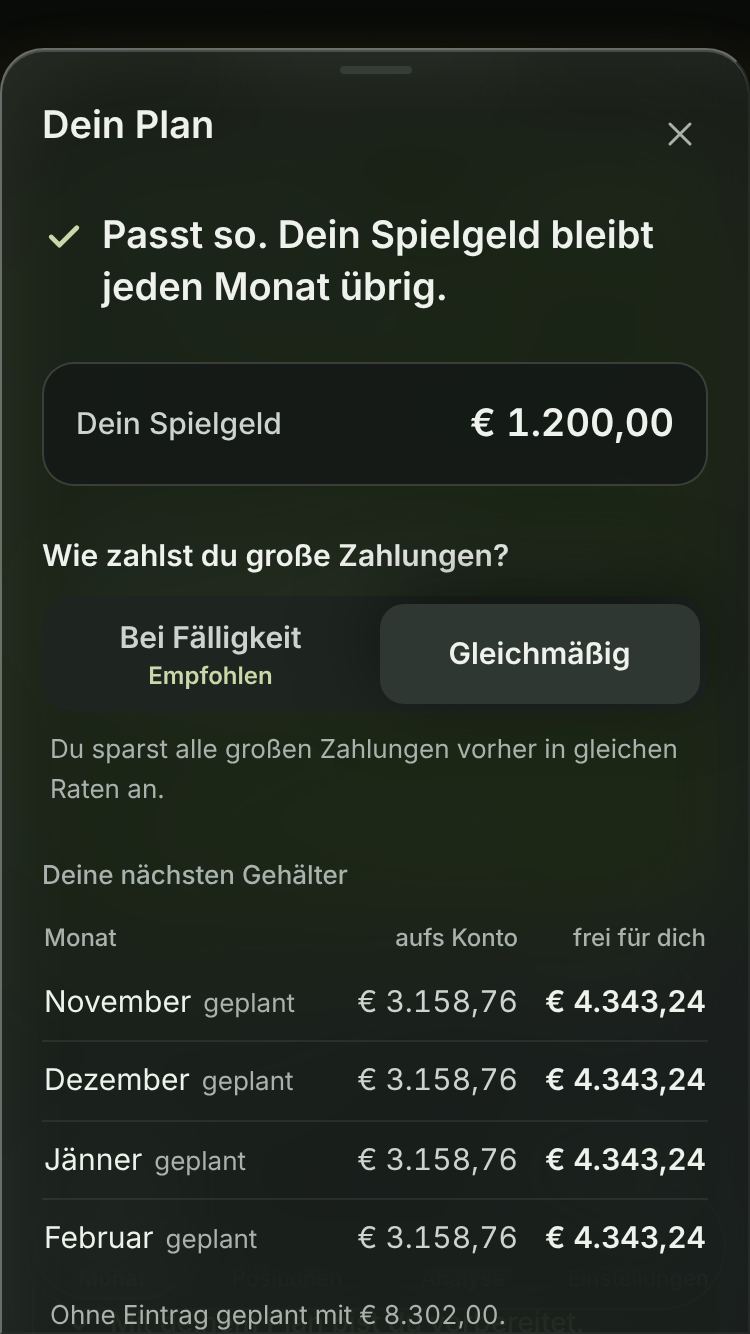 Dein Plan
Passt so. Dein Spielgeld bleibt
jeden Monat übrig.
Dein Spielgeld € 1.200,00
Wie zahlst du große Zahlungen?
Bei Fälligkeit
Empfohlen
Gleichmäßig
Du sparst alle großen Zahlungen vorher in gleichen
Raten an.
Deine nächsten Gehälter
Monat aufs Konto frei für dich
November geplant € 3.158,76 € 4.343,24
Dezember geplant € 3.158,76 € 4.343,24
Jänner geplant € 3.158,76 € 4.343,24
Februar geplant € 3.158,76 € 4.343,24
Monat Positionen Analyse Einstellungen
Ohne Eintrag geplant mit € 8.302,00.